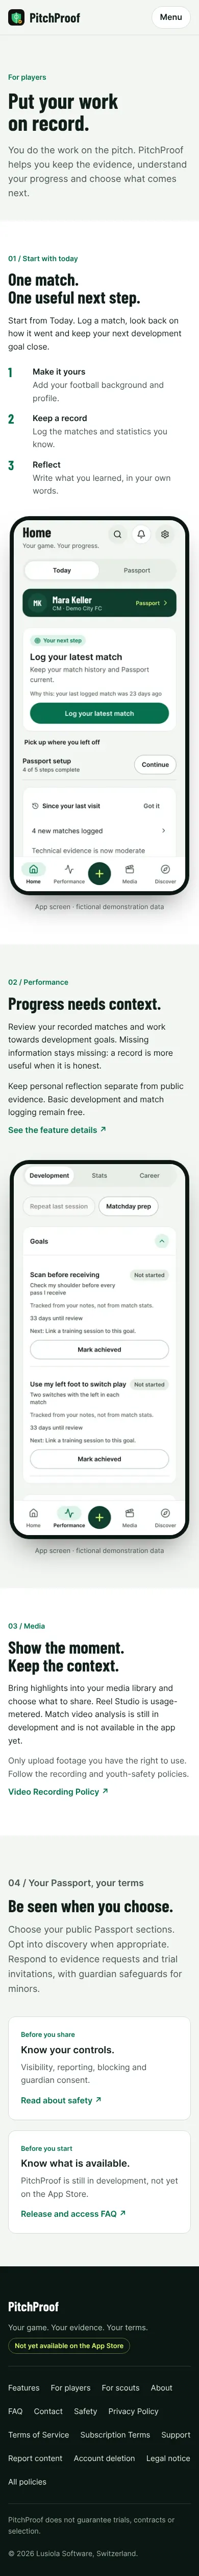 PitchProof
Menu
For players
Put your work
on record.
You do the work on the pitch. PitchProof
helps you keep the evidence, understand
your progress and choose what comes
next.
01 / Start with today
One match.
One useful next step.
Start from Today. Log a match, look back on
how it went and keep your next development
goal close.
1
Make it yours
Add your football background and
profile.
2
Keep a record
Log the matches and statistics you
know.
3
Reflect
Write what you learned, in your own
words.
Home
Your game. Your progress.
Today
Passport
MK
Mara Keller
CM · Demo City FC
Passport
Your next step
Log your latest match
Keep your match history and Passport
current.
Why this: your last logged match was 23 days ago
Log your latest match
Pick up where you left off
Passport setup
4 of 5 steps complete
Continue
Since your last visit
Got it
4 new matches logged
Technical evidence is now moderate
Home
Performance
Media
Discover
App screen · fictional demonstration data
02 / Performance
Progress needs context.
Review your recorded matches and work
towards development goals. Missing
information stays missing: a record is more
useful when it is honest.
Keep personal reflection separate from public
evidence. Basic development and match
logging remain free.
See the feature details ↗
Development
Stats
Career
Repeat last session
Matchday prep
Goals
Scan before receiving
Not started
Check my shoulder before every
pass I receive
Tracked from your notes, not from match stats.
33 days until review
Next: Link a training session to this goal.
Mark achieved
Use my left foot to switch play
Not started
Two switches with the left in each
match
Tracked from your notes, not from match stats.
33 days until review
Next: Link a training session to this goal.
Mark achieved
Home
Performance
Media
Discover
App screen · fictional demonstration data
03 / Media
Show the moment.
Keep the context.
Bring highlights into your media library and
choose what to share. Reel Studio is usage-
metered. Match video analysis is still in
development and is not available in the app
yet.
Only upload footage you have the right to use.
Follow the recording and youth-safety policies.
Video Recording Policy ↗
04 / Your Passport, your terms
Be seen when you choose.
Choose your public Passport sections.
Opt into discovery when appropriate.
Respond to evidence requests and trial
invitations, with guardian safeguards for
minors.
Before you share
Know your controls.
Visibility, reporting, blocking and
guardian consent.
Read about safety ↗
Before you start
Know what is available.
PitchProof is still in development, not yet
on the App Store.
Release and access FAQ ↗
PitchProof
Your game. Your evidence. Your terms.
Not yet available on the App Store
Features For players For scouts About
FAQ Contact Safety Privacy Policy
Terms of Service Subscription Terms Support
Report content Account deletion Legal notice
All policies
PitchProof does not guarantee trials, contracts or
selection.
© 2026 Lusiola Software, Switzerland.